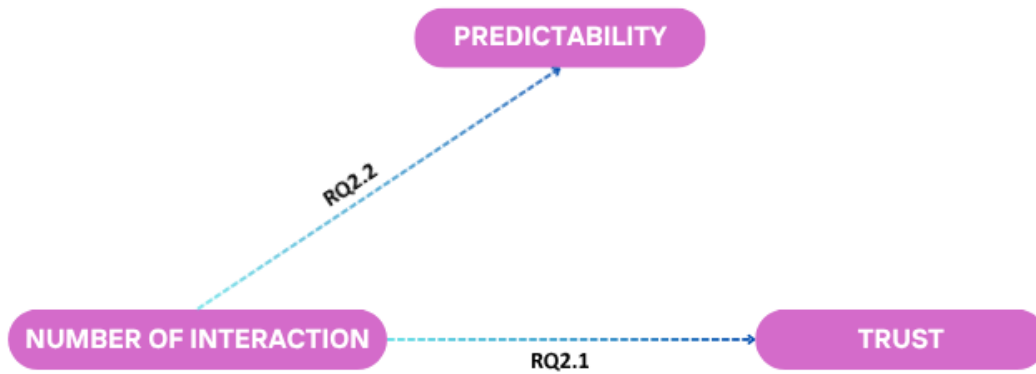 PREDICTABILITY
RQ2.2
NUMBER OF INTERACTION
RQ2.1
TRUST